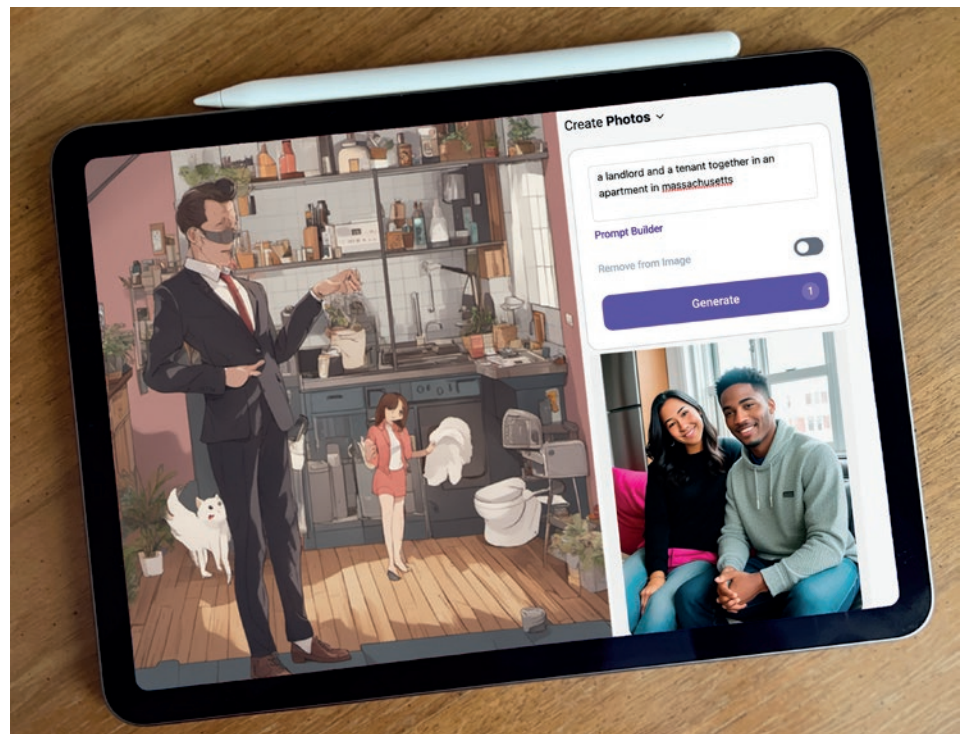 Create Photos
a landlord and a tenant together in an
apartment in massachusetts
Prompt Builder
Remove from Image
Generate
1